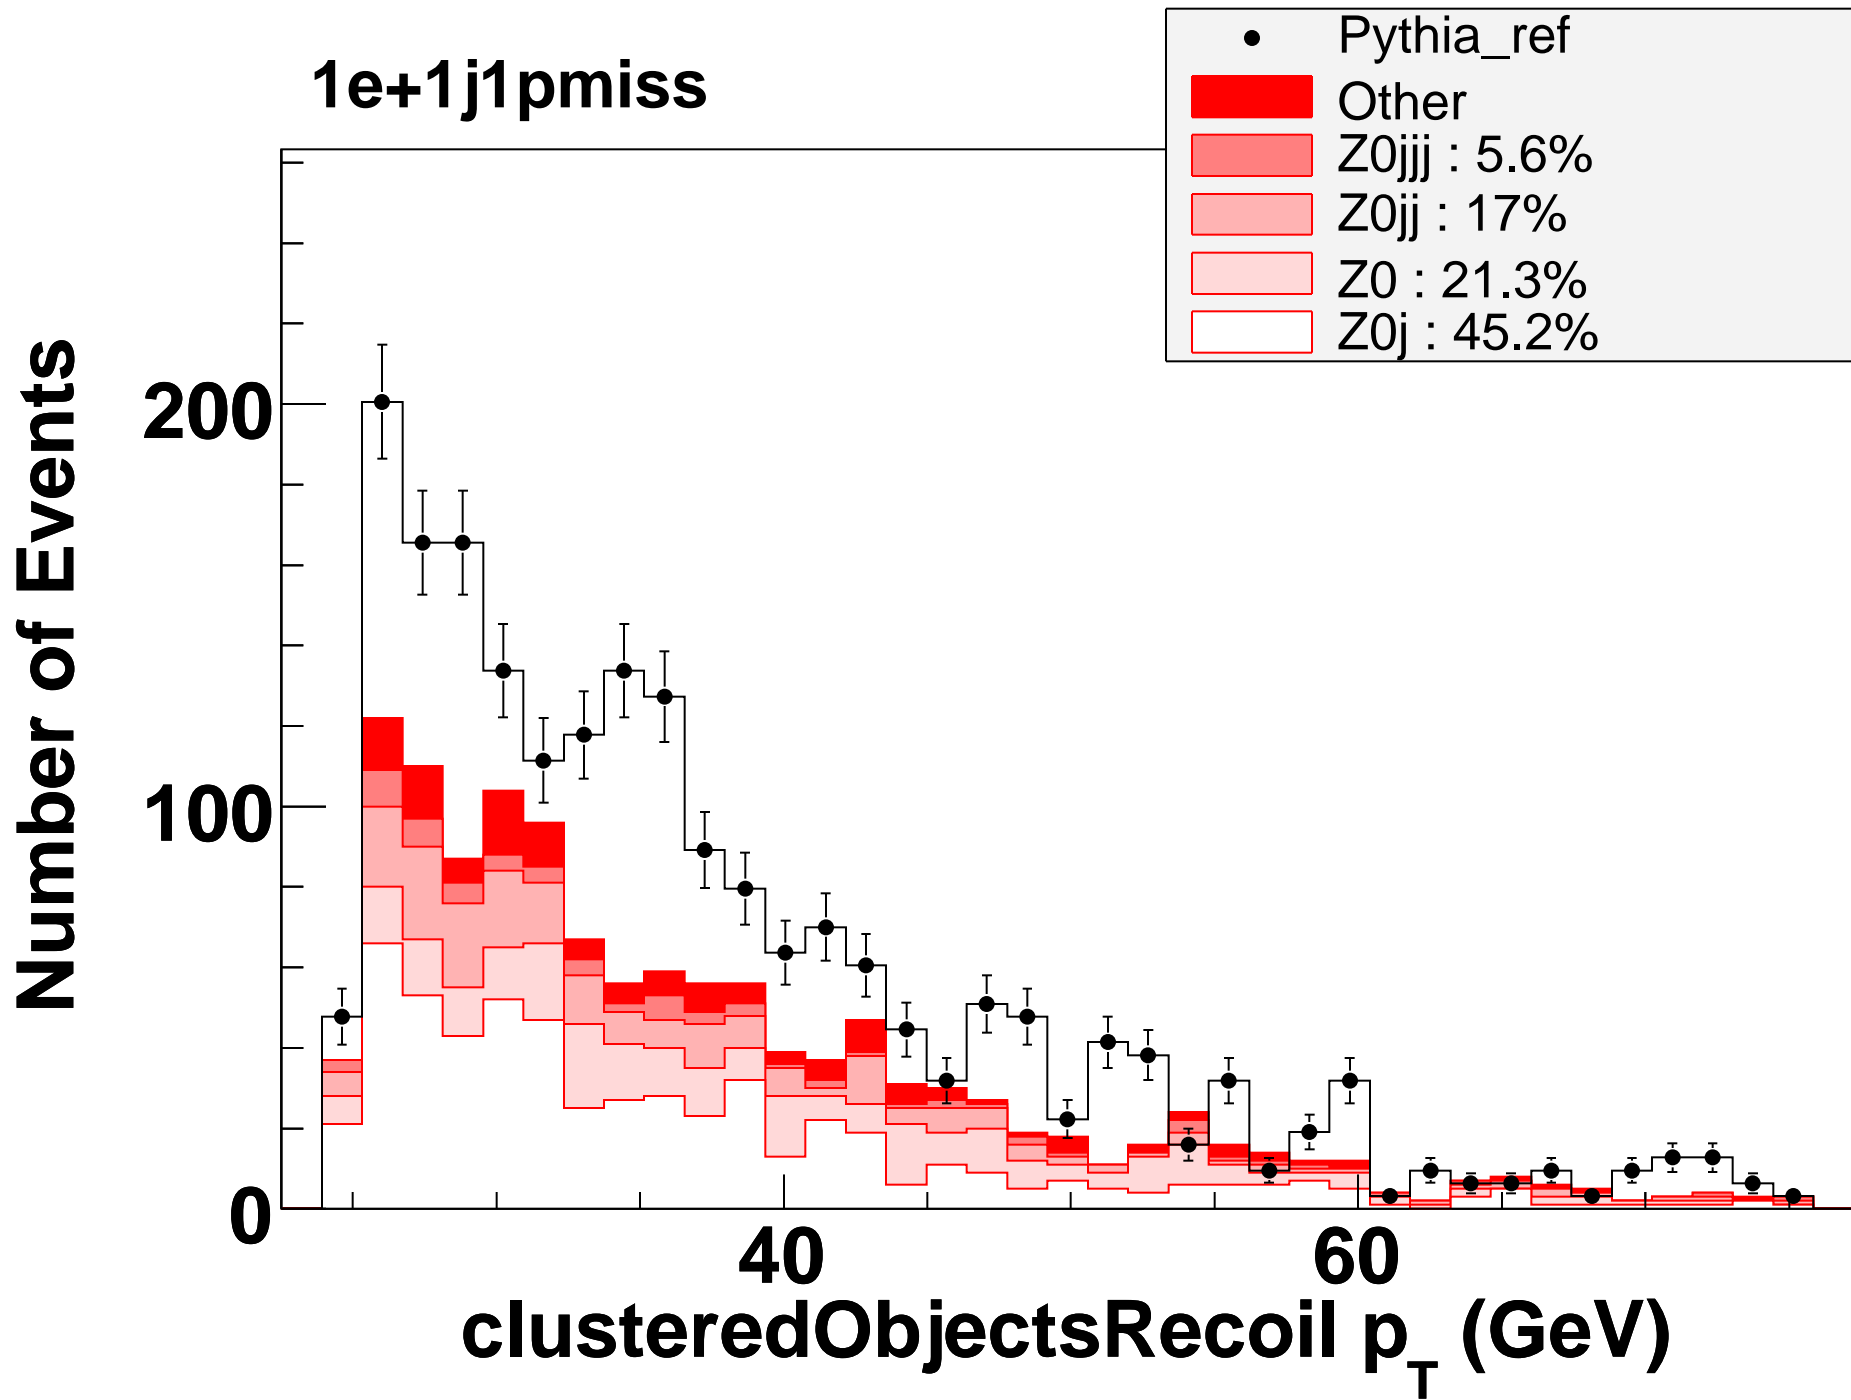 1e+1j1pmiss
Pythia_ref
Other
Z0jjj : 5.6%
Z0jj : 17%
Z0 : 21.3%
Z0j : 45.2%
Number of Events
200
100
0
40
60
clusteredObjectsRecoil p_T (GeV)